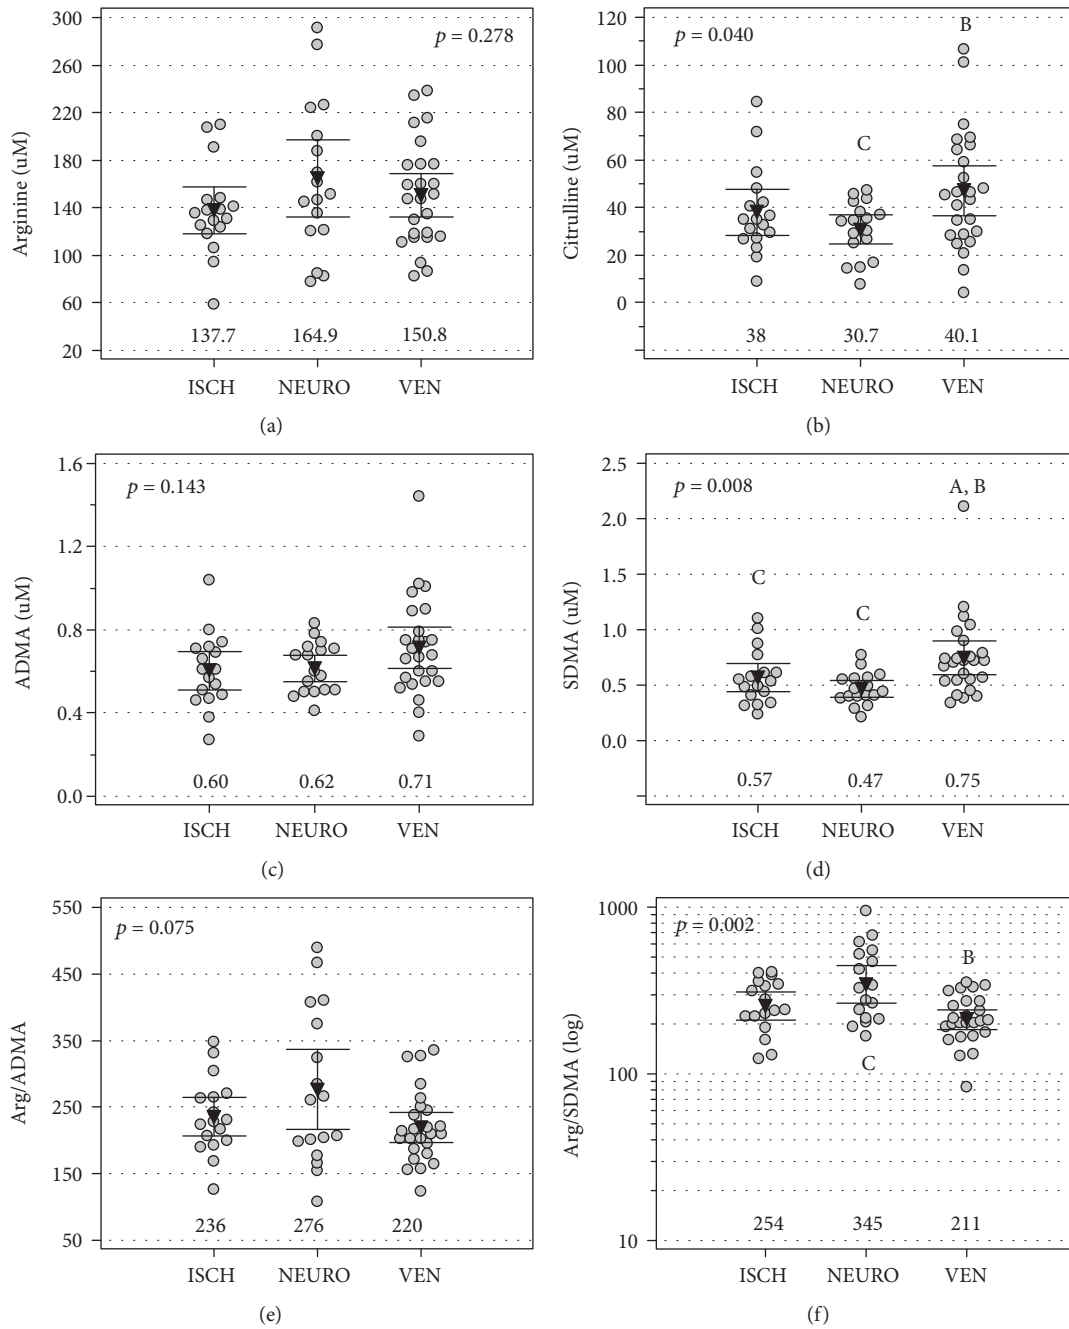 300
260
220
180
140
100
60
20
Arginine (uM)
p = 0.278
137.7 164.9 150.8
ISCH NEURO VEN
(a)
120
100
80
60
40
20
0
Citrulline (uM)
p = 0.040
B
C
38 30.7 40.1
ISCH NEURO VEN
(b)
1.6
1.2
0.8
0.4
0.0
ADMA (uM)
p = 0.143
0.60 0.62 0.71
ISCH NEURO VEN
(c)
2.5
2.0
1.5
1.0
0.5
0.0
SDMA (uM)
p = 0.008
A, B
C
C
0.57 0.47 0.75
ISCH NEURO VEN
(d)
550
450
350
250
150
50
Arg/ADMA
p = 0.075
236 276 220
ISCH NEURO VEN
(e)
1000
100
10
Arg/SDMA (log)
p = 0.002
B
C
254 345 211
ISCH NEURO VEN
(f)